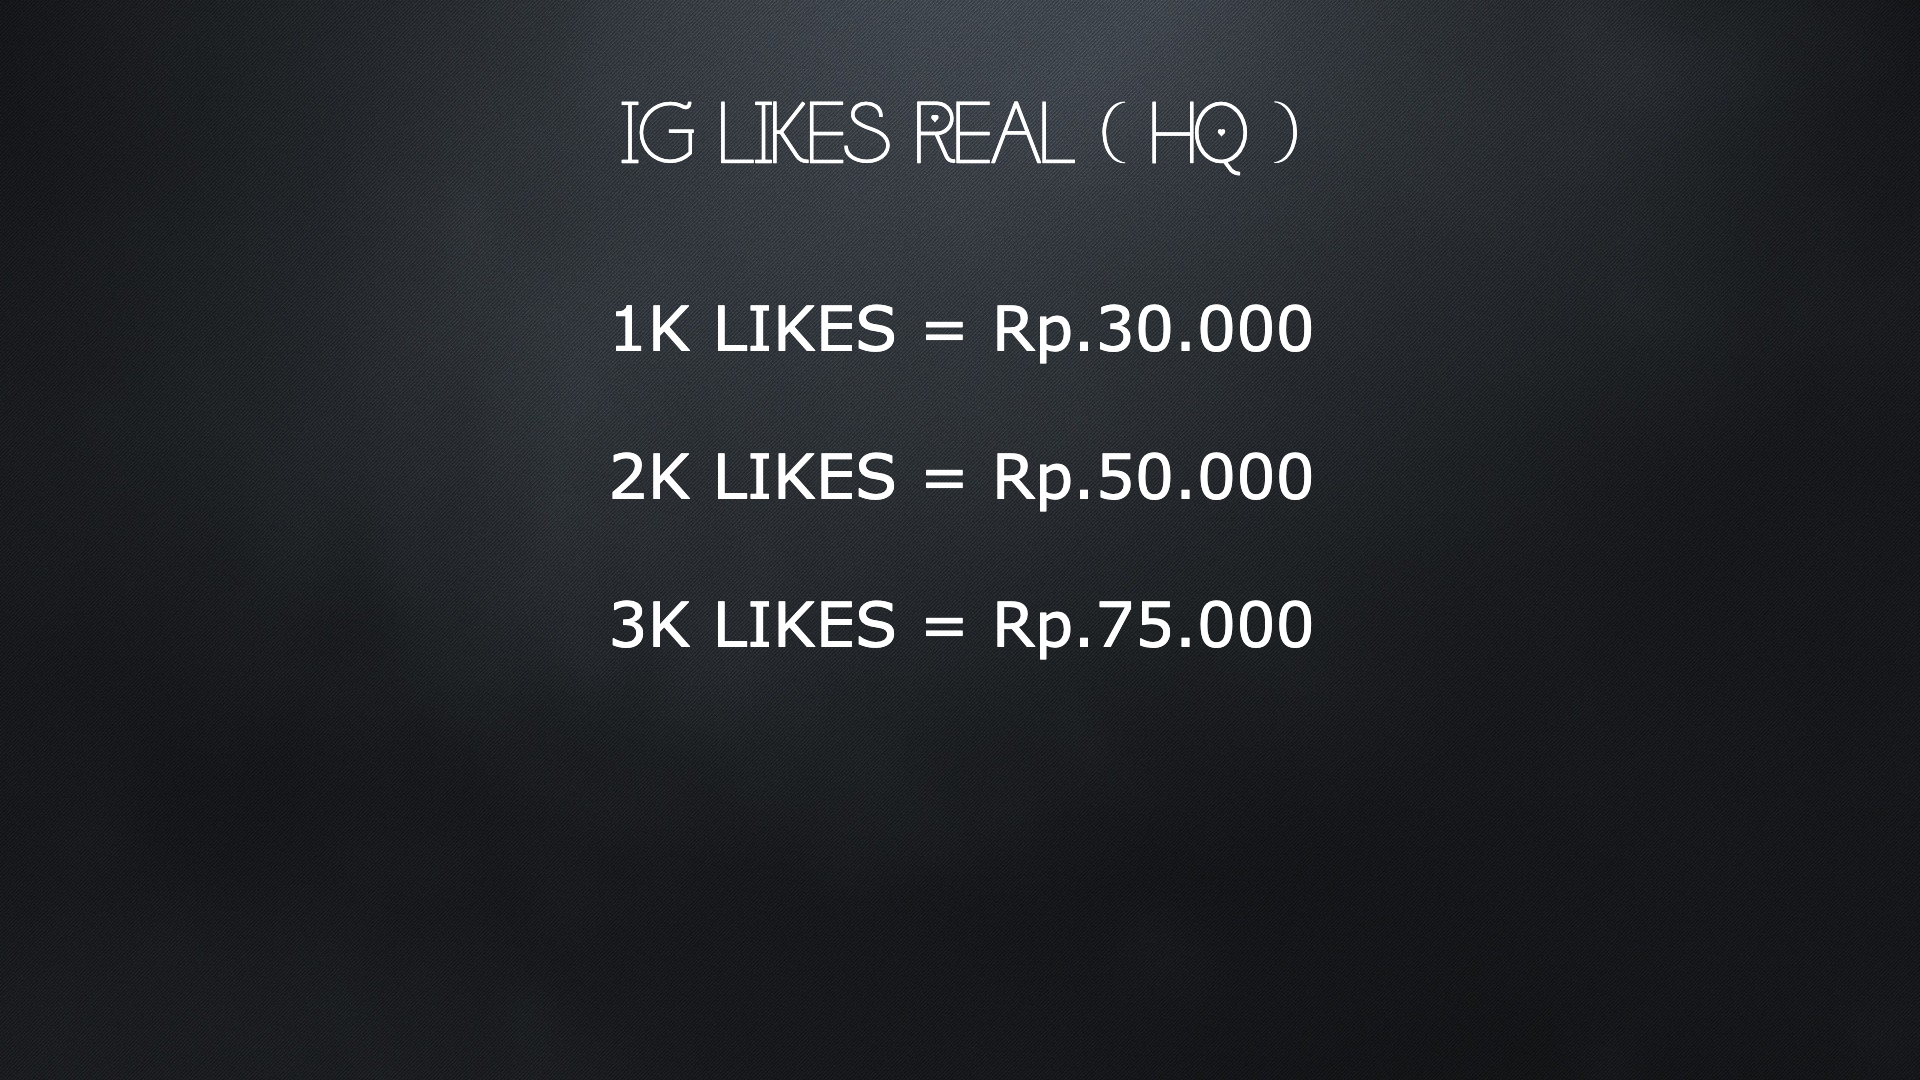 IG LIKES REAL ( HQ )
1K LIKES = Rp.30.000
2K LIKES = Rp.50.000
3K LIKES = Rp.75.000